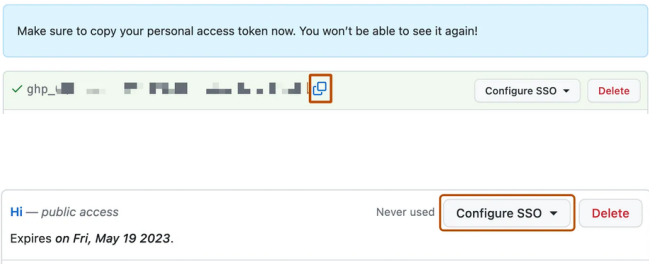 Make sure to copy your personal access token now. You won't be able to see it again!
ghp_ Configure SSO Delete
Hi — public access Never used Configure SSO Delete
Expires on Fri, May 19 2023.